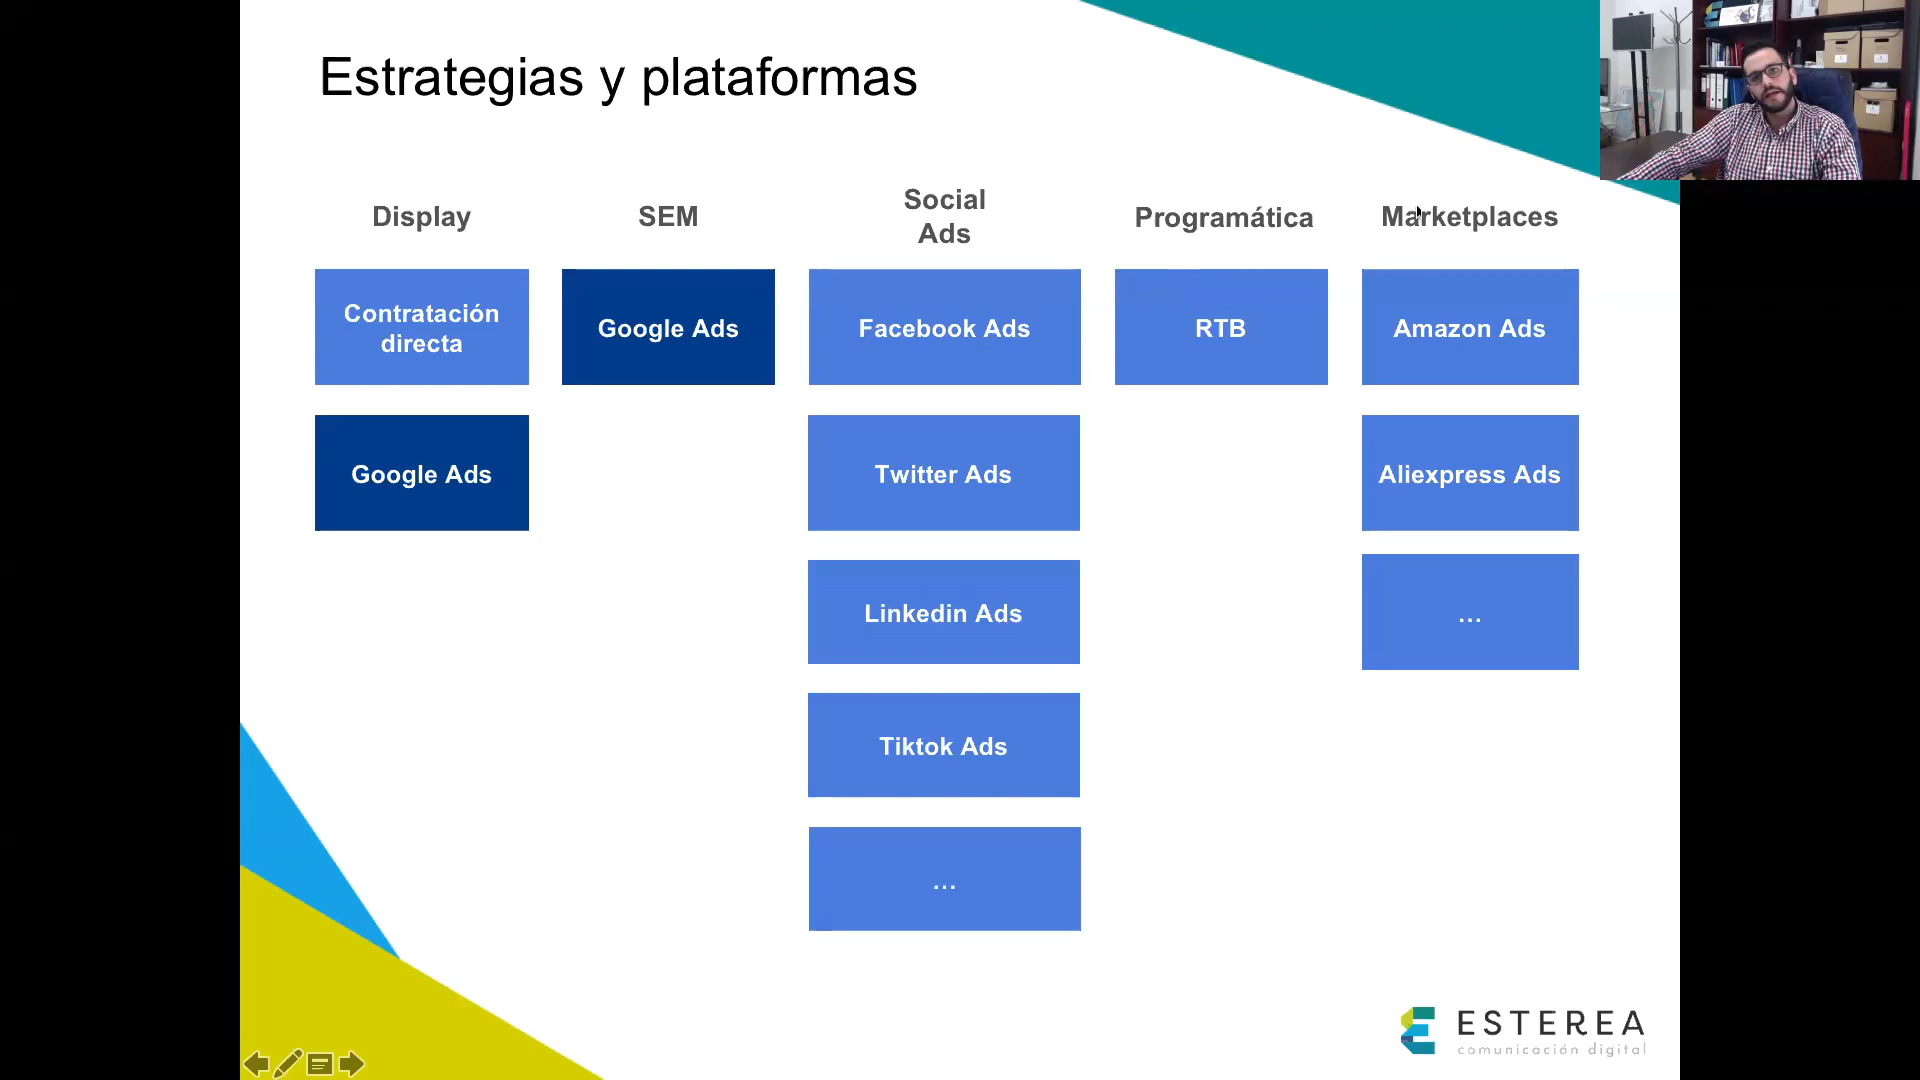 Estrategias y plataformas
Display
SEM
Social
Ads
Programática
Marketplaces
Contratación
directa
Google Ads
Facebook Ads
RTB
Amazon Ads
Google Ads
Twitter Ads
Aliexpress Ads
Linkedin Ads
...
Tiktok Ads
...
ESTEREA
comunicación digital